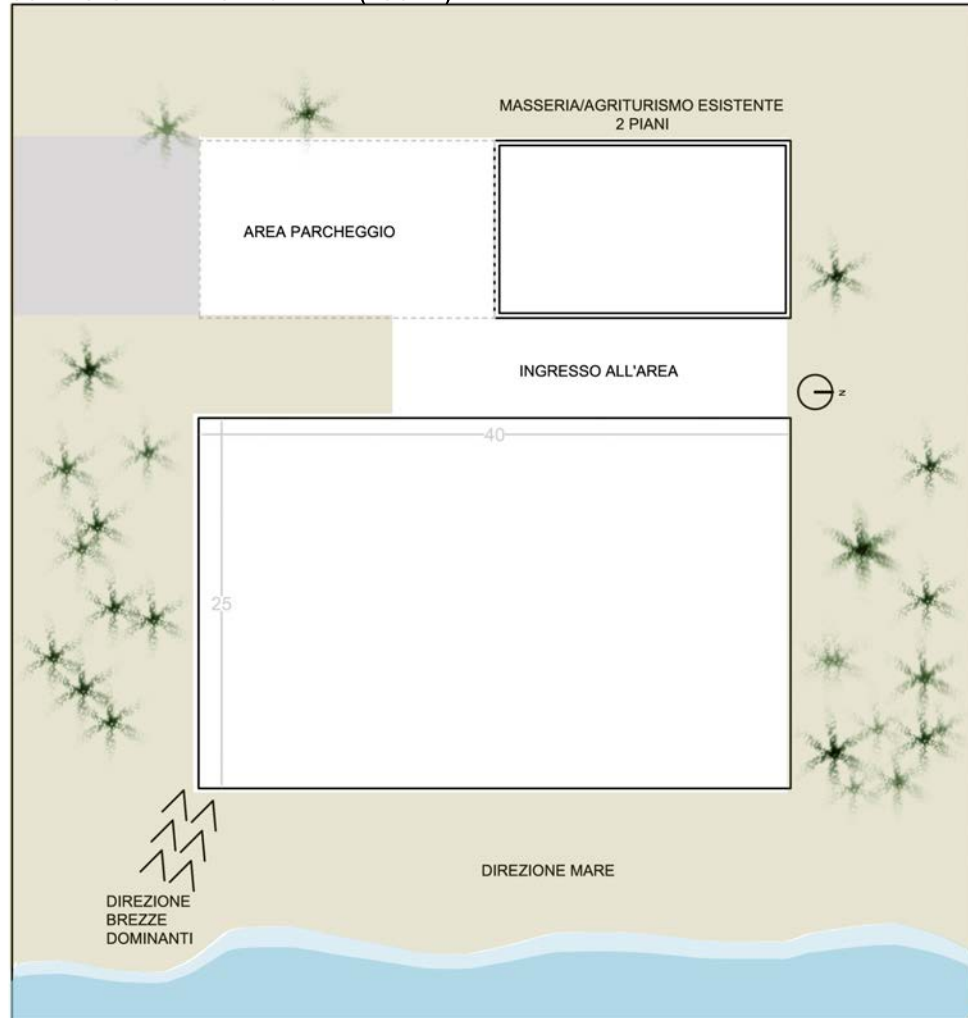 MASSERIA/AGRITURISMO ESISTENTE
2 PIANI
AREA PARCHEGGIO
INGRESSO ALL'AREA
N
40
25
DIREZIONE MARE
DIREZIONE
BREZZE
DOMINANTI